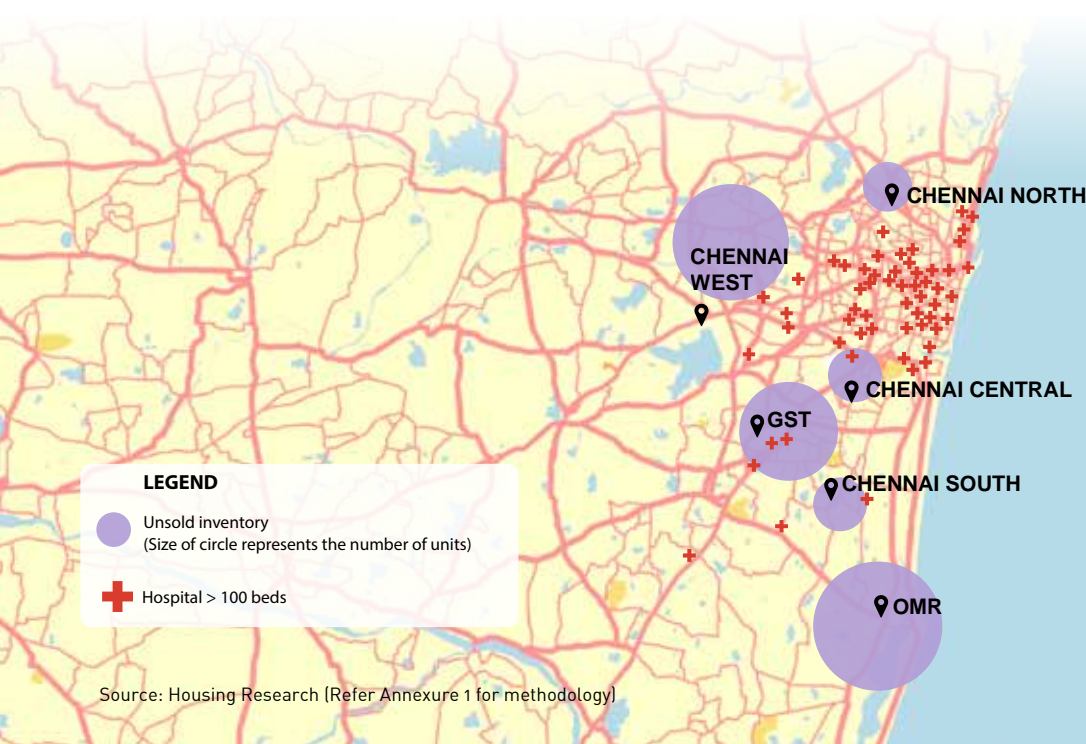 CHENNAI NORTH
CHENNAI
WEST
CHENNAI CENTRAL
GST
CHENNAI SOUTH
OMR
LEGEND
Unsold inventory
(Size of circle represents the number of units)
Hospital > 100 beds
Source: Housing Research (Refer Annexure 1 for methodology)